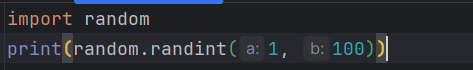 import random
print(random.randint(a: 1, b: 100))